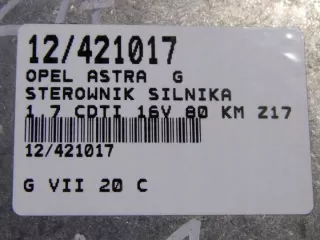 12/421017
OPEL ASTRA G
STEROWNIK SILNIKA
1.7 CDTI 16V 80 KM Z17
12/421017
G VII 20 C